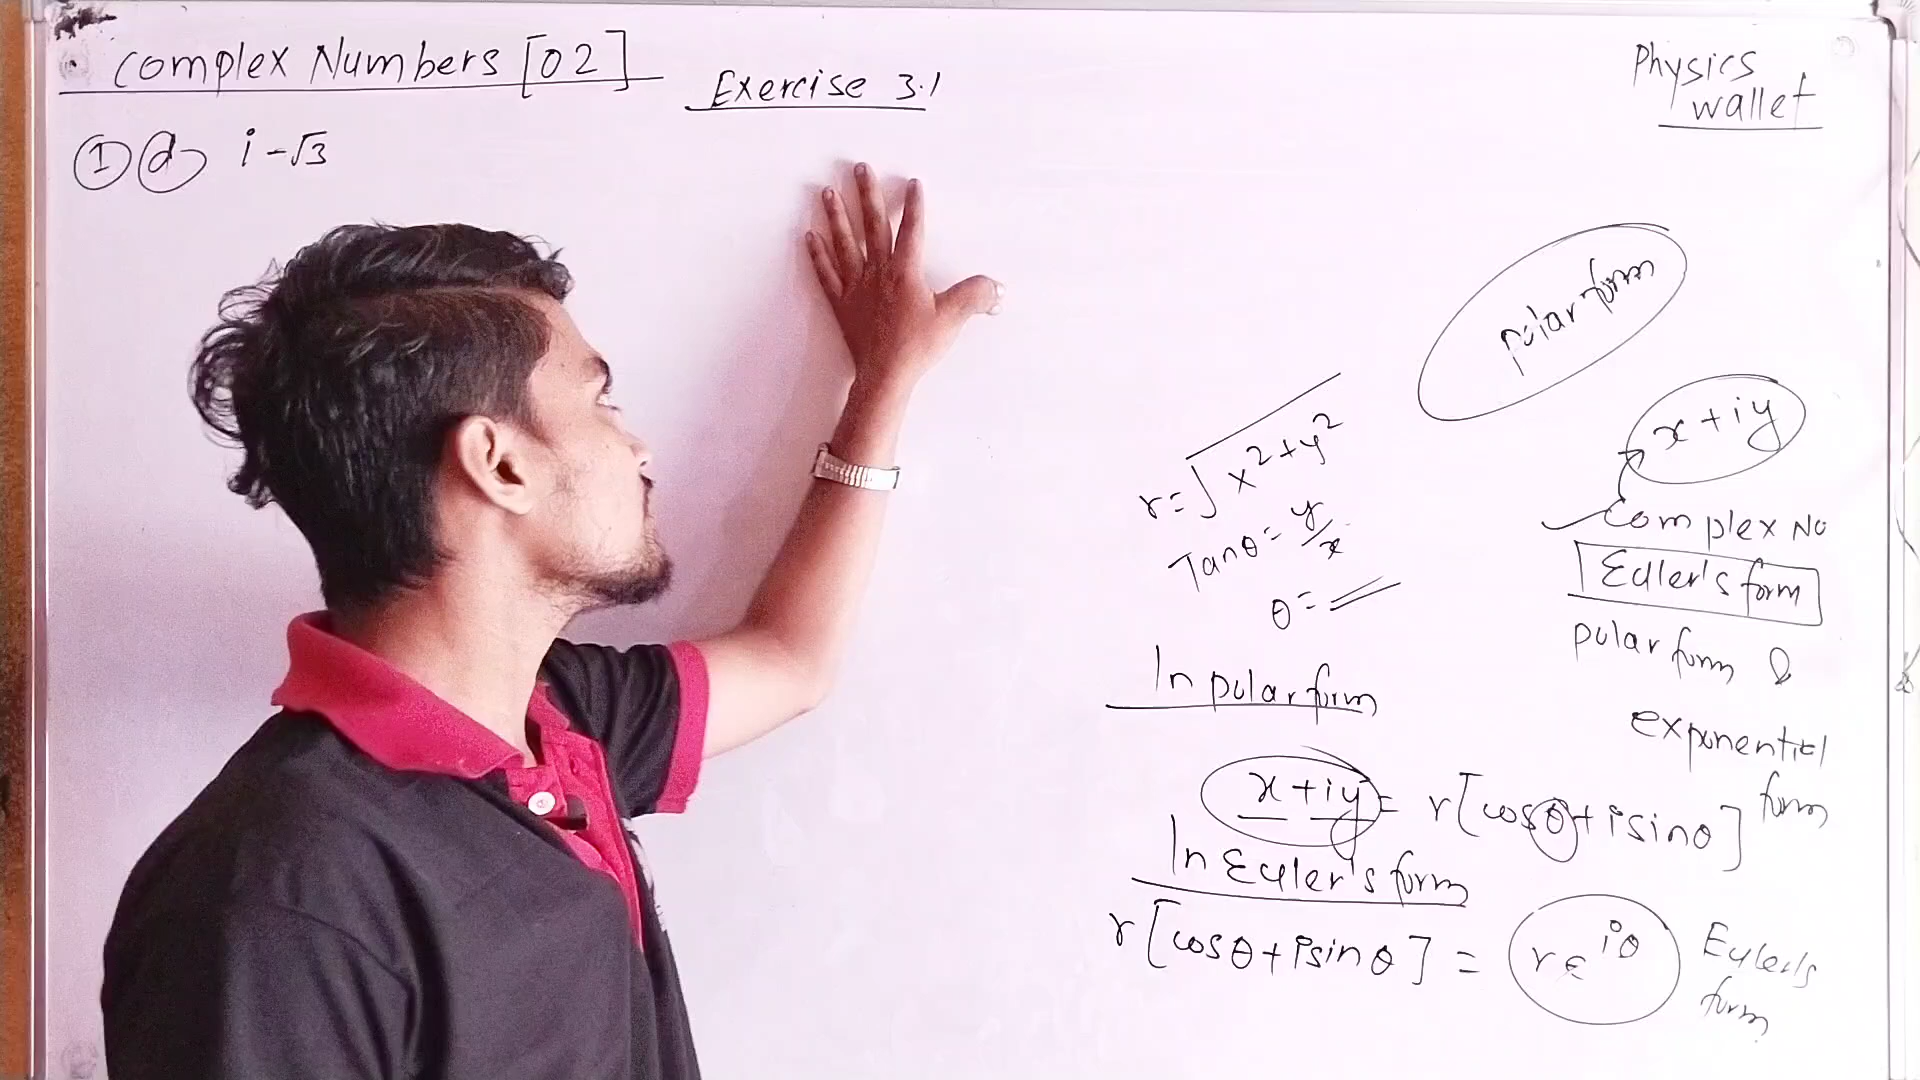 Complex Numbers [02]
Exercise 3.1
Physics
wallet
① ⓓ i -√3
polar form
x + iy
Complex No
Euler's form
polar form &
exponential
form
r = √x² + y²
Tanθ = y/x
θ =
In polar form
x + iy = r[cosθ + isinθ]
In Euler's form
r[cosθ + isinθ] = re^iθ
Euler's
form